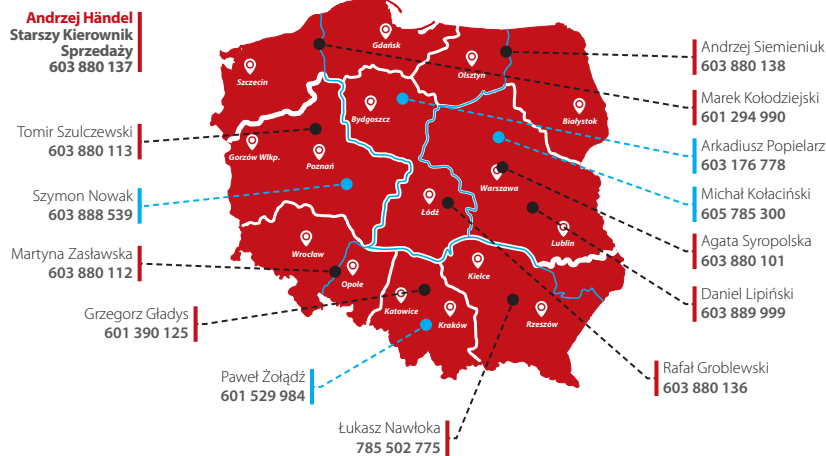 Andrzej Händel
Starszy Kierownik
Sprzedaży
603 880 137
Tomir Szulczewski
603 880 113
Szymon Nowak
603 888 539
Martyna Zasławska
603 880 112
Grzegorz Gładys
601 390 125
Paweł Żołądź
601 529 984
Łukasz Nawłoka
785 502 775
Gdańsk
Szczecin
Olsztyn
Bydgoszcz
Białystok
Gorzów Wlkp.
Poznań
Warszawa
Łódź
Lublin
Wrocław
Opole
Kielce
Katowice
Kraków
Rzeszów
Andrzej Siemieniuk
603 880 138
Marek Kołodziejski
601 294 990
Arkadiusz Popielarz
603 176 778
Michał Kołaciński
605 785 300
Agata Syropolska
603 880 101
Daniel Lipiński
603 889 999
Rafał Groblewski
603 880 136